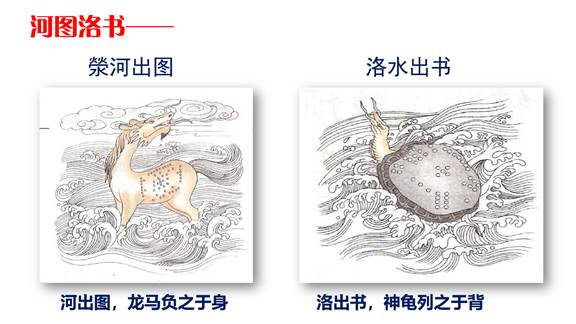 河图洛书——
滎河出图
洛水出书
河出图，龙马负之于身
洛出书，神龟列之于背